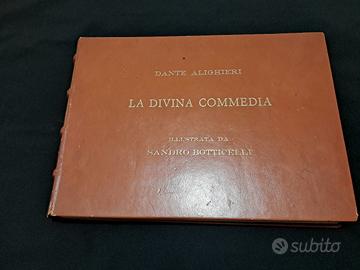 DANTE ALIGHIERI
LA DIVINA COMMEDIA
ILLUSTRATA DA
SANDRO BOTTICELLI
subito